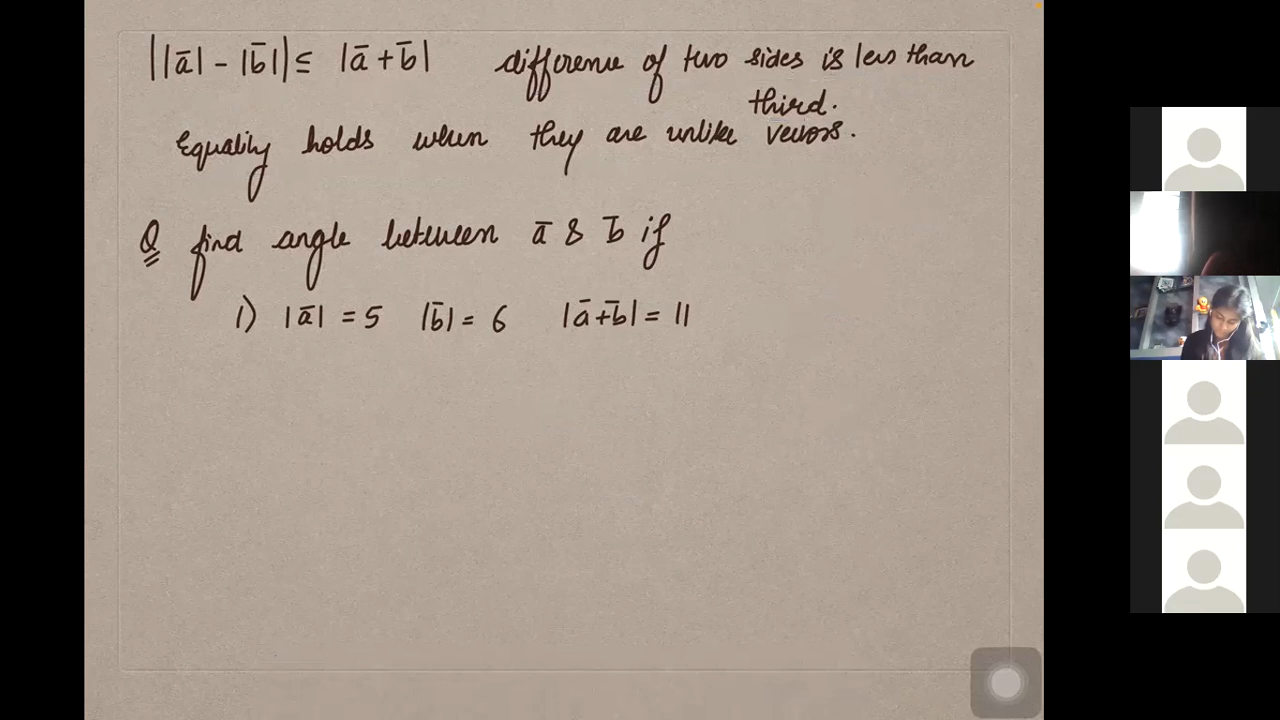 ||ā| - |b̄|| ≤ |ā + b̄| difference of two sides is less than
third.
Equality holds when they are unlike vectors.
Q find angle between ā & b̄ if
1) |ā| = 5 |b̄| = 6 |ā+b̄| = 11